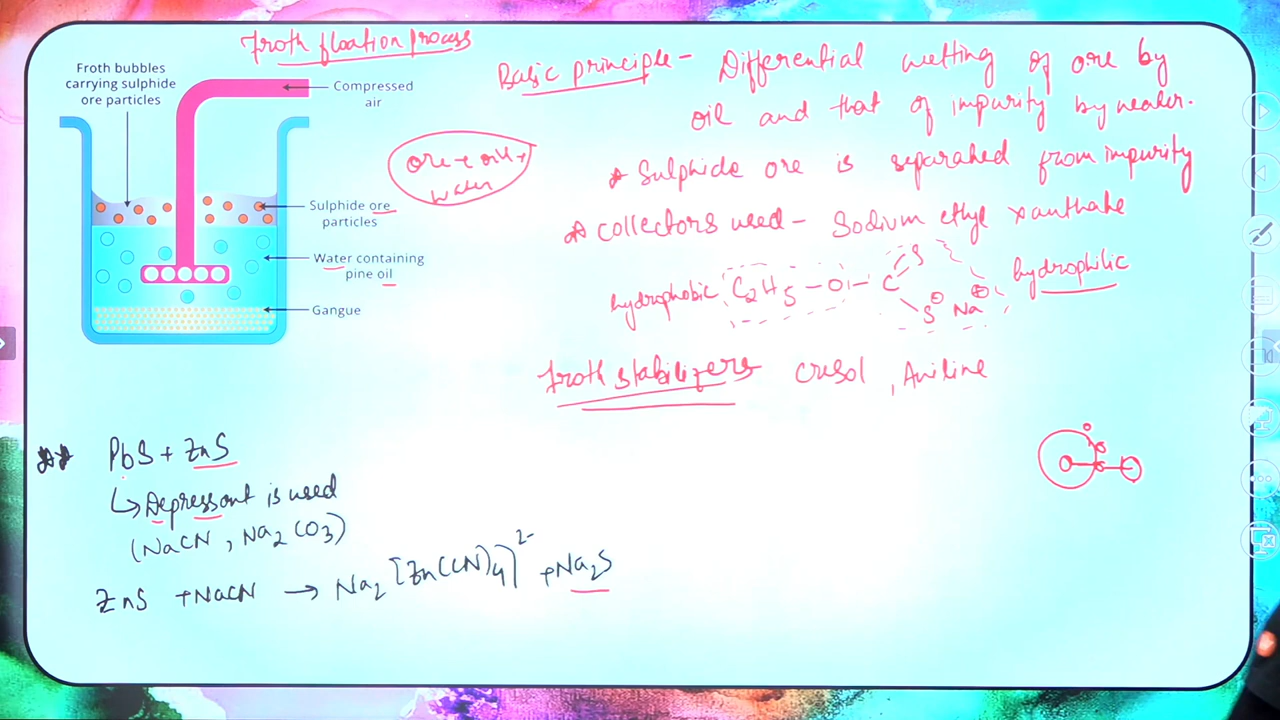 Froth floation process
Froth bubbles
carrying sulphide
ore particles
Compressed
air
ore + oil +
water
Sulphide ore
particles
Water containing
pine oil
Gangue
Basic principle - Differential wetting of ore by
oil and that of impurity by water.
* Sulphide ore is separated from impurity
* collectors used - Sodium ethyl xanthate
hydrophobic C2H5 - O - C S S⊖ Na⊕ hydrophilic
froth stabilizers cresol , Aniline
** PbS + ZnS
↳ Depressant is used
(NaCN , Na2CO3)
ZnS + NaCN → Na2 [Zn(CN)4]2- + Na2S